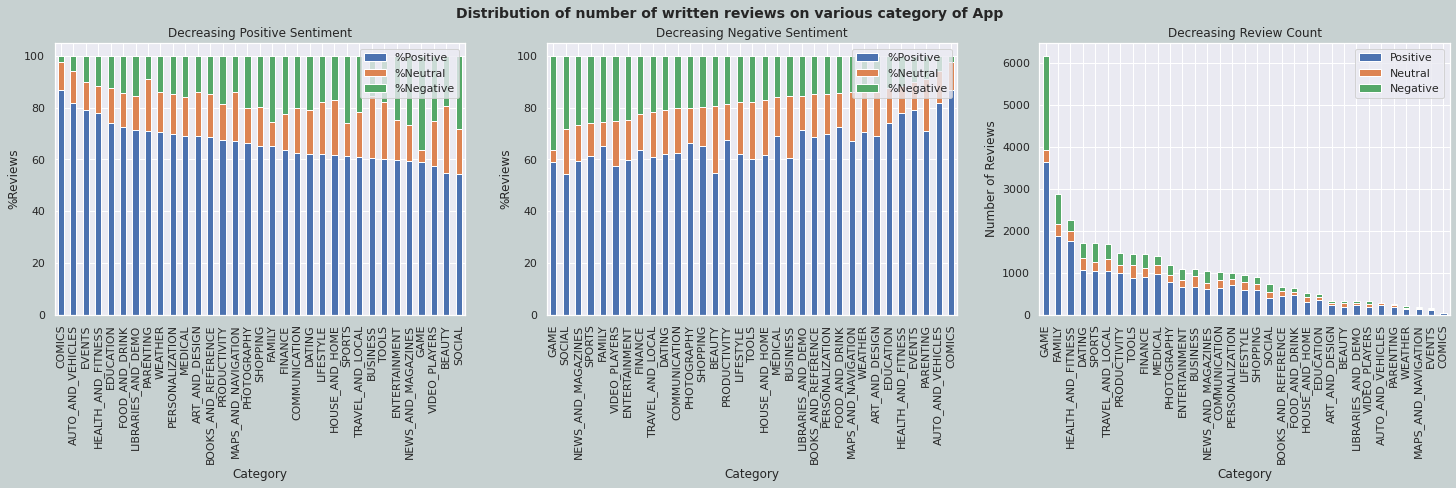 Distribution of number of written reviews on various category of App
Decreasing Positive Sentiment
%Reviews
100
80
60
40
20
0
%Positive
%Neutral
%Negative
COMICS
AUTO_AND_VEHICLES
EVENTS
HEALTH_AND_FITNESS
EDUCATION
FOOD_AND_DRINK
LIBRARIES_AND_DEMO
PARENTING
WEATHER
PERSONALIZATION
MEDICAL
ART_AND_DESIGN
BOOKS_AND_REFERENCE
PRODUCTIVITY
MAPS_AND_NAVIGATION
PHOTOGRAPHY
SHOPPING
FAMILY
FINANCE
COMMUNICATION
DATING
LIFESTYLE
HOUSE_AND_HOME
SPORTS
TRAVEL_AND_LOCAL
BUSINESS
TOOLS
ENTERTAINMENT
NEWS_AND_MAGAZINES
GAME
VIDEO_PLAYERS
BEAUTY
SOCIAL
Category
Decreasing Negative Sentiment
%Reviews
100
80
60
40
20
0
%Positive
%Neutral
%Negative
GAME
SOCIAL
NEWS_AND_MAGAZINES
SPORTS
FAMILY
VIDEO_PLAYERS
ENTERTAINMENT
FINANCE
TRAVEL_AND_LOCAL
DATING
COMMUNICATION
PHOTOGRAPHY
SHOPPING
BEAUTY
PRODUCTIVITY
LIFESTYLE
TOOLS
HOUSE_AND_HOME
MEDICAL
BUSINESS
LIBRARIES_AND_DEMO
BOOKS_AND_REFERENCE
PERSONALIZATION
FOOD_AND_DRINK
MAPS_AND_NAVIGATION
WEATHER
ART_AND_DESIGN
EDUCATION
HEALTH_AND_FITNESS
EVENTS
PARENTING
AUTO_AND_VEHICLES
COMICS
Category
Decreasing Review Count
Number of Reviews
6000
5000
4000
3000
2000
1000
0
Positive
Neutral
Negative
GAME
FAMILY
HEALTH_AND_FITNESS
DATING
SPORTS
TRAVEL_AND_LOCAL
PRODUCTIVITY
TOOLS
FINANCE
MEDICAL
PHOTOGRAPHY
ENTERTAINMENT
BUSINESS
NEWS_AND_MAGAZINES
COMMUNICATION
PERSONALIZATION
LIFESTYLE
SHOPPING
SOCIAL
BOOKS_AND_REFERENCE
FOOD_AND_DRINK
HOUSE_AND_HOME
EDUCATION
ART_AND_DESIGN
BEAUTY
LIBRARIES_AND_DEMO
VIDEO_PLAYERS
AUTO_AND_VEHICLES
PARENTING
WEATHER
MAPS_AND_NAVIGATION
EVENTS
COMICS
Category